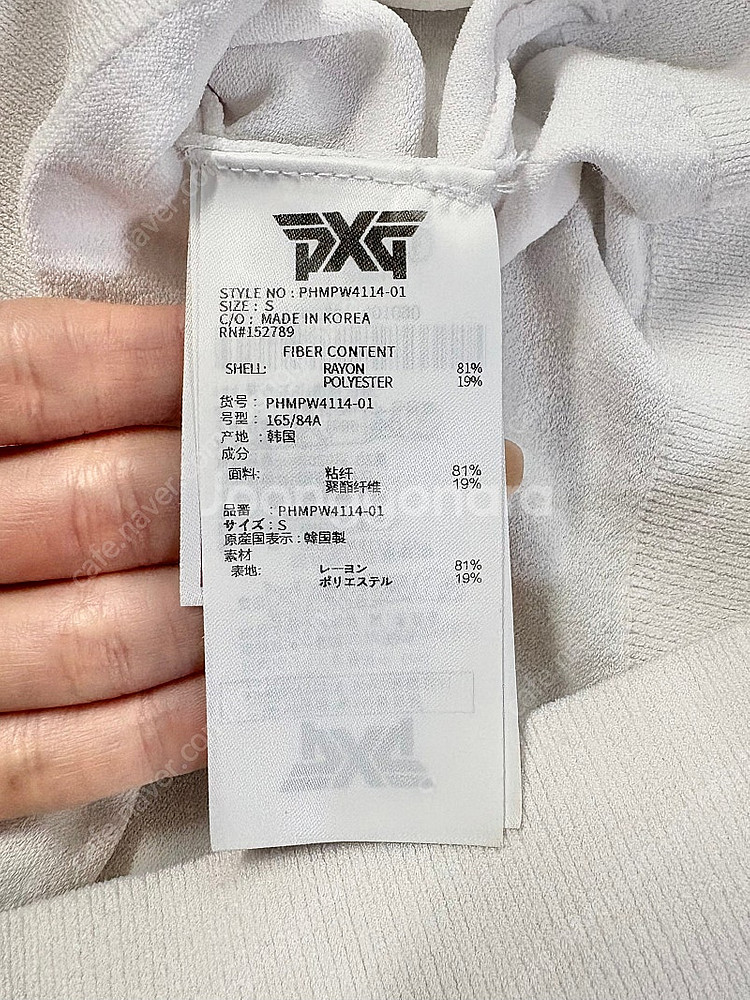 PXG
STYLE NO : PHMPW4114-01
SIZE : S
C/O : MADE IN KOREA
RN#152789
FIBER CONTENT
SHELL: RAYON 81%
POLYESTER 19%
货号 : PHMPW4114-01
号型 : 165/84A
产地 : 韩国
成分
面料: 粘纤 81%
聚酯纤维 19%
品番 : PHMPW4114-01
サイズ : S
原産国表示 : 韓国製
素材
表地: レーヨン 81%
ポリエステル 19%